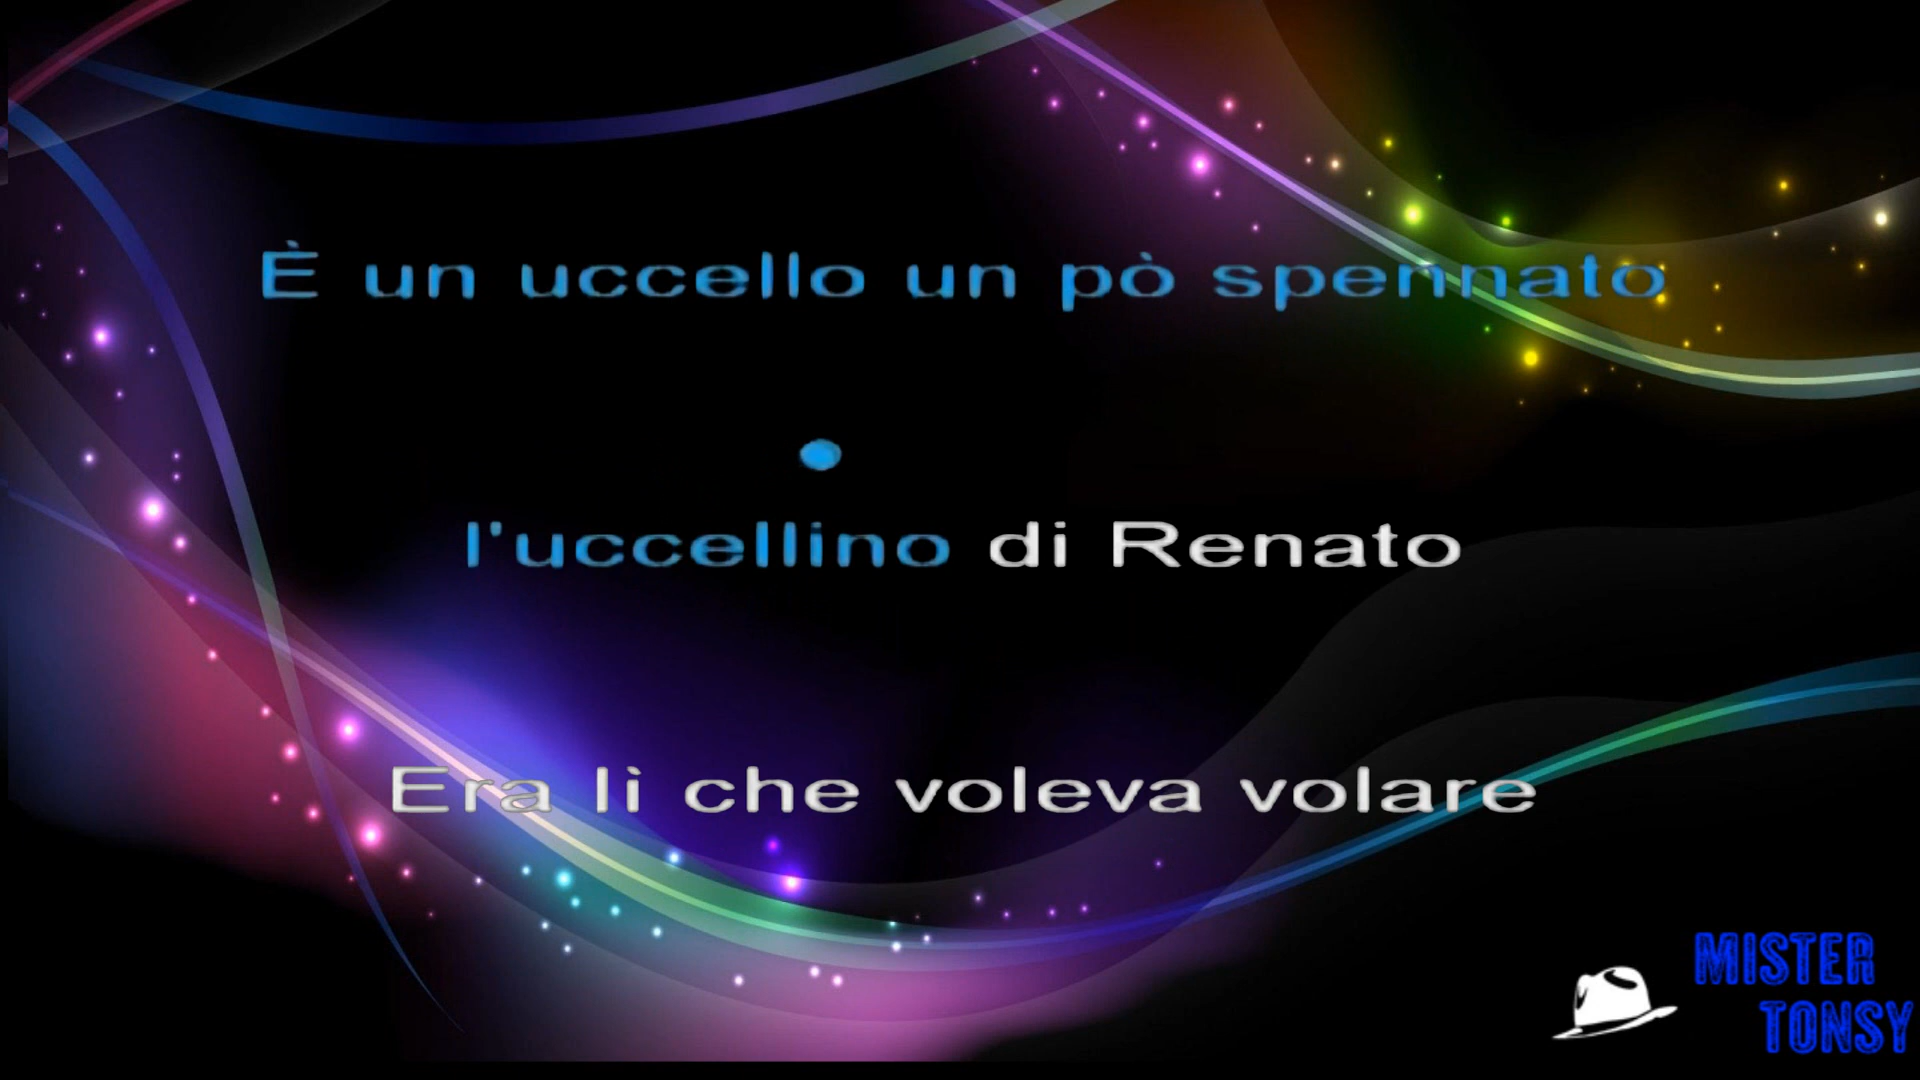 È un uccello un pò spennato
l'uccellino di Renato
Era lì che voleva volare
MISTER
TONSY